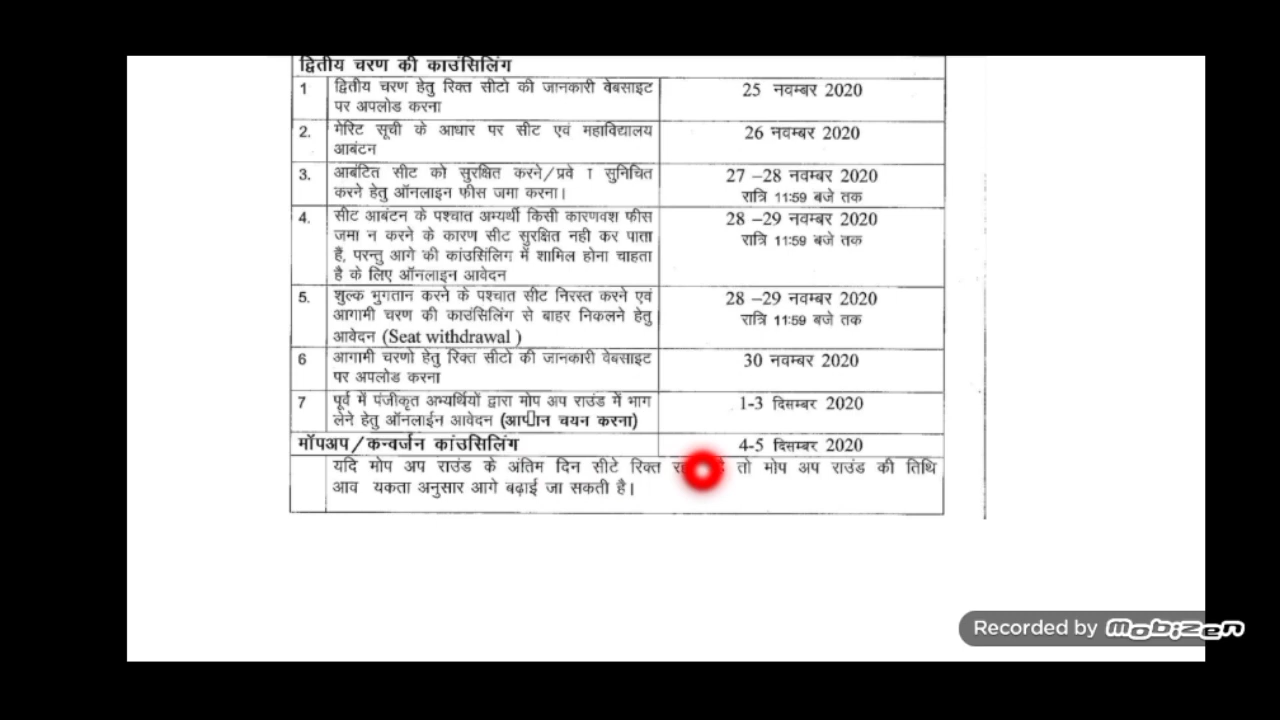 द्वितीय चरण की काउंसिलिंग
1 द्वितीय चरण हेतु रिक्त सीटो की जानकारी वेबसाइट
पर अपलोड करना
25 नवम्बर 2020
2. मेरिट सूची के आधार पर सीट एवं महाविद्यालय
आबंटन
26 नवम्बर 2020
3. आबंटित सीट को सुरक्षित करने/प्रवे ा सुनिचित
करने हेतु ऑनलाइन फीस जमा करना।
27 –28 नवम्बर 2020
रात्रि 11:59 बजे तक
4. सीट आबंटन के पश्चात अभ्यर्थी किसी कारणवश फीस
जमा न करने के कारण सीट सुरक्षित नही कर पाता
हैं, परन्तु आगे की कांउसिंलिग में शामिल होना चाहता
है के लिए ऑनलाइन आवेदन
28 –29 नवम्बर 2020
रात्रि 11:59 बजे तक
5. शुल्क भुगतान करने के पश्चात सीट निरस्त करने एवं
आगामी चरण की काउंसिलिंग से बाहर निकलने हेतु
आवेदन (Seat withdrawal )
28 –29 नवम्बर 2020
रात्रि 11:59 बजे तक
6 आगामी चरणो हेतु रिक्त सीटो की जानकारी वेबसाइट
पर अपलोड करना
30 नवम्बर 2020
7 पूर्व में पंजीकृत अभ्यर्थियों द्वारा मोप अप राउंड में भाग
लेने हेतु ऑनलाईन आवेदन (आप्ान चयन करना)
1-3 दिसम्बर 2020
मॉपअप/कन्वर्जन कांउसिलिंग
4-5 दिसम्बर 2020
यदि मोप अप राउंड के अंतिम दिन सीटे रिक्त तो मोप अप राउंड की तिथि
आव यकता अनुसार आगे बढ़ाई जा सकती है।
Recorded by mobizen